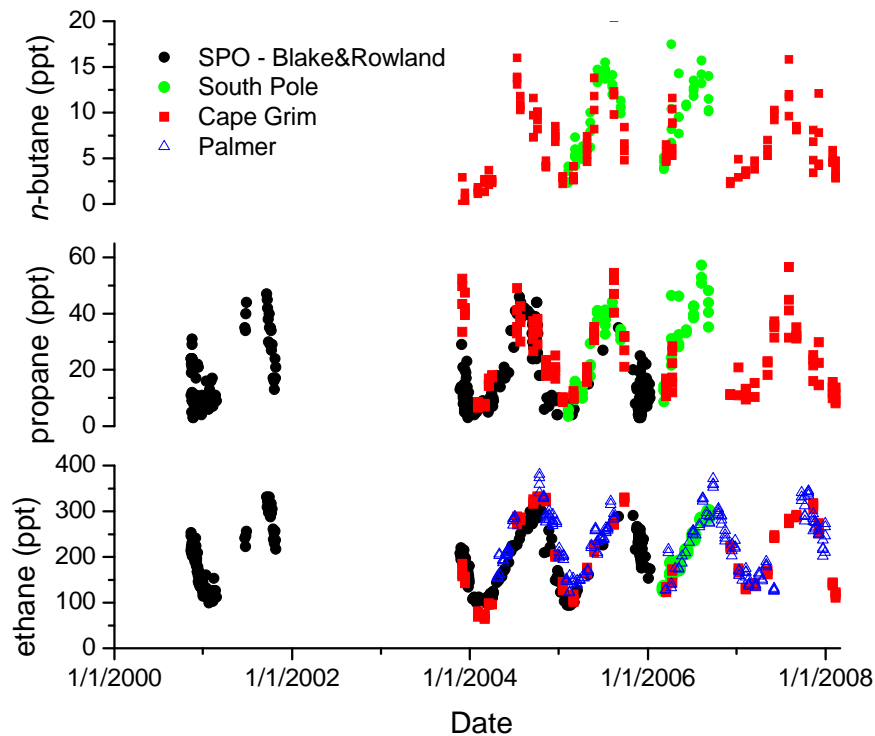 20
15
10
5
0
n-butane (ppt)
SPO - Blake&Rowland
South Pole
Cape Grim
Palmer
60
40
20
0
propane (ppt)
400
300
200
100
0
ethane (ppt)
1/1/2000 1/1/2002 1/1/2004 1/1/2006 1/1/2008
Date